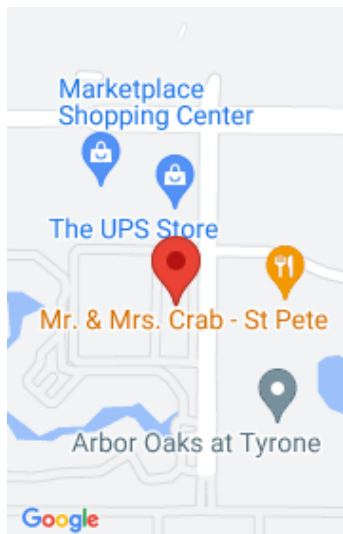 Marketplace
Shopping Center
The UPS Store
Mr. & Mrs. Crab - St Pete
Arbor Oaks at Tyrone
Google